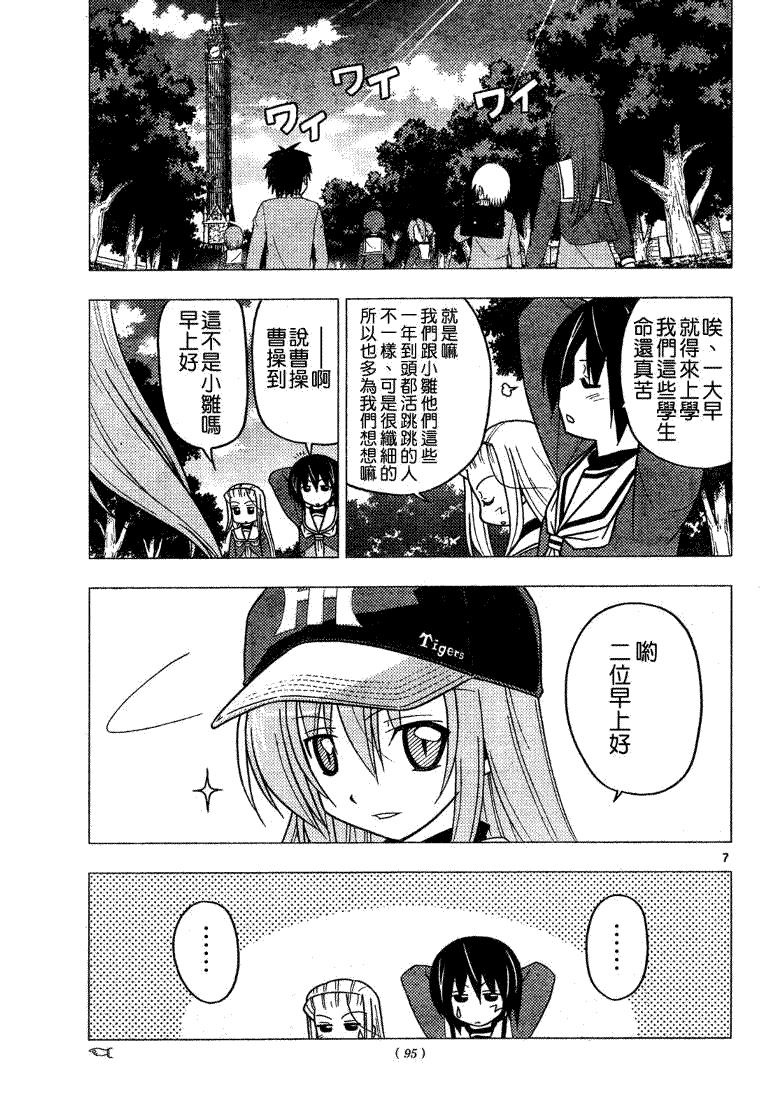 ワイ
ワイ
ワイ
唉、一大早
就得來上學
我們這些學生
命還真苦
就是嘛
我們跟小雛他們這些
一年到頭都活跳跳的人
不一樣、可是很纖細的
所以也多為我們想想嘛
——啊
說曹操
曹操到
這不是小雛嗎
早上好
喲
二位早上好
Tigers
7
……
……
(95)